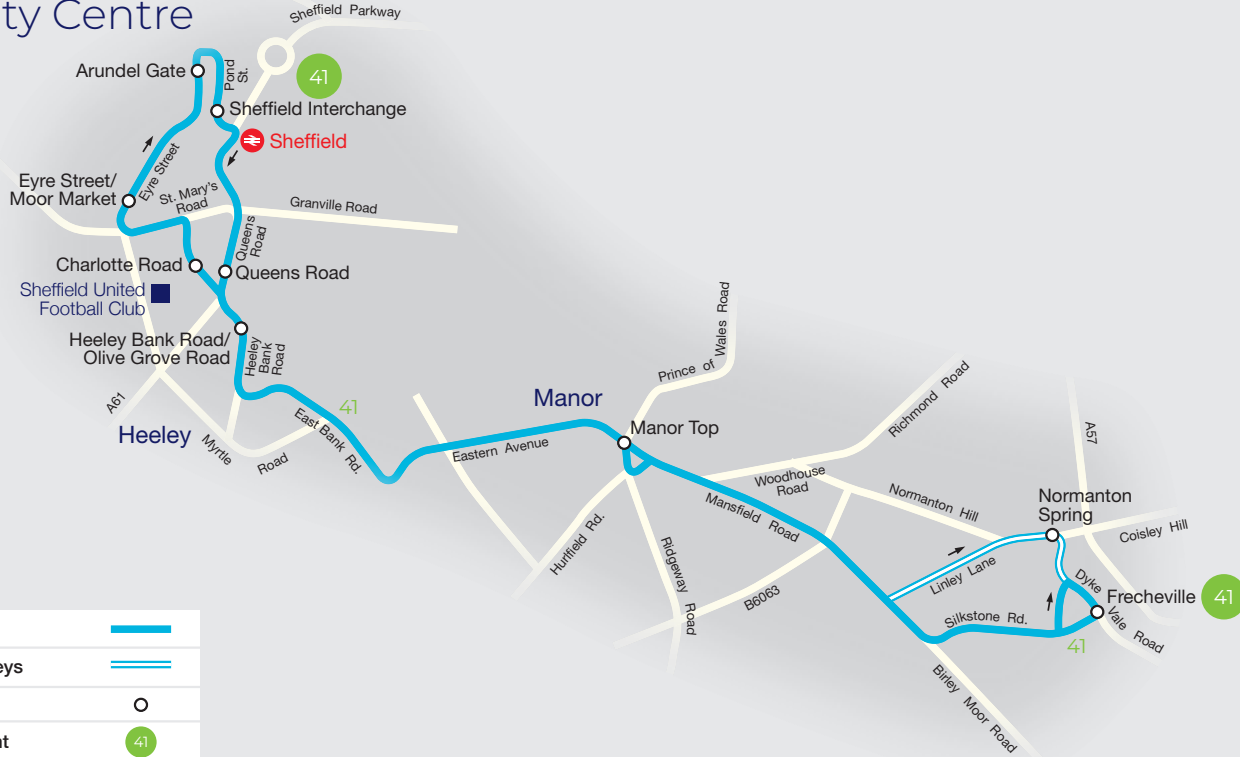 ty Centre
Sheffield Parkway
Arundel Gate
Pond
St.
41
Sheffield Interchange
Sheffield
Eyre Street/
Moor Market
Eyre Street
St. Mary's
Road
Granville Road
Queens
Road
Charlotte Road
Queens Road
Sheffield United
Football Club
Heeley Bank Road/
Olive Grove Road
Heeley
Bank
Road
A61
Heeley
Myrtle Road
41
East Bank Rd.
Manor
Eastern Avenue
Manor Top
Prince of Wales Road
Hurlfield Rd.
Ridgeway Road
Mansfield Road
Woodhouse
Road
Richmond Road
B6063
Normanton Hill
A57
Normanton
Spring
Coisley Hill
Linley Lane
Silkstone Rd.
Dyke Vale Road
Frecheville
41
41
Birley Moor Road
eys
nt
41